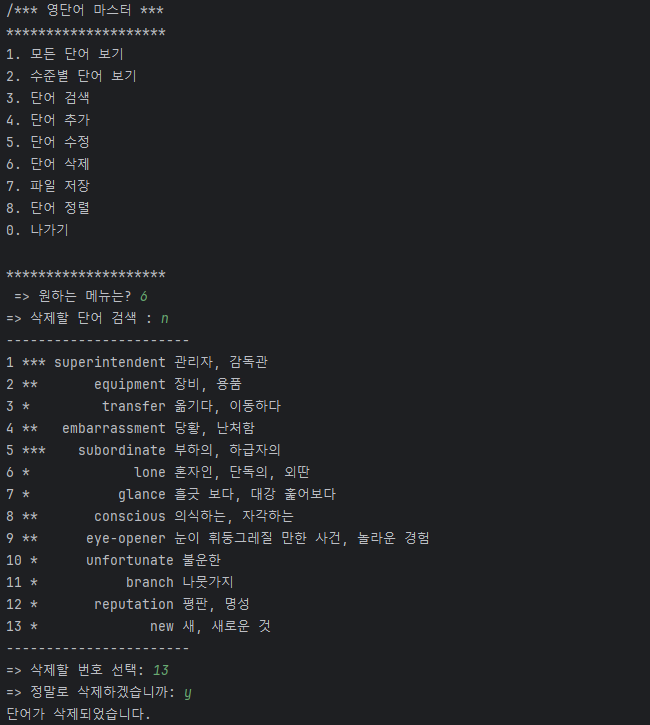 /*** 영단어 마스터 ***
********************
1. 모든 단어 보기
2. 수준별 단어 보기
3. 단어 검색
4. 단어 추가
5. 단어 수정
6. 단어 삭제
7. 파일 저장
8. 단어 정렬
0. 나가기
********************
=> 원하는 메뉴는? 6
=> 삭제할 단어 검색 : n
-----------------------
1 *** superintendent 관리자, 감독관
2 **       equipment 장비, 용품
3 *         transfer 옮기다, 이동하다
4 **   embarrassment 당황, 난처함
5 ***    subordinate 부하의, 하급자의
6 *             lone 혼자인, 단독의, 외딴
7 *           glance 흘긋 보다, 대강 훑어보다
8 **       conscious 의식하는, 자각하는
9 **      eye-opener 눈이 휘둥그레질 만한 사건, 놀라운 경험
10 *      unfortunate 불운한
11 *           branch 나뭇가지
12 *       reputation 평판, 명성
13 *              new 새, 새로운 것
-----------------------
=> 삭제할 번호 선택: 13
=> 정말로 삭제하겠습니까: y
단어가 삭제되었습니다.